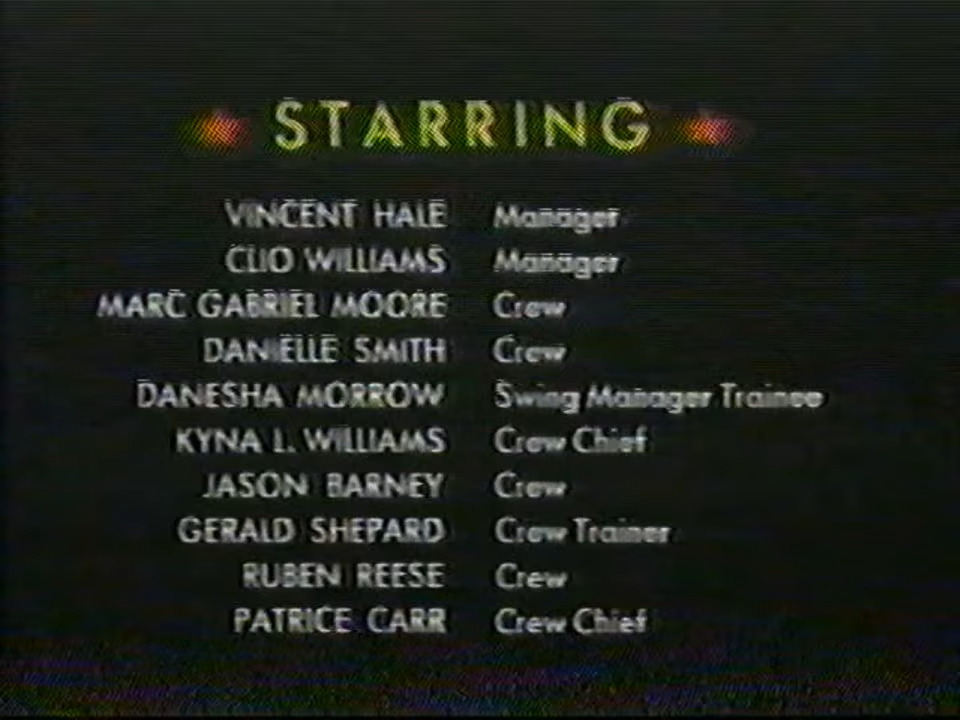 STARRING
VINCENT HALE Manager
CLIO WILLIAMS Manager
MARC GABRIEL MOORE Crew
DANIELLE SMITH Crew
DANESHA MORROW Swing Manager Trainee
KYNA L. WILLIAMS Crew Chief
JASON BARNEY Crew
GERALD SHEPARD Crew Trainer
RUBEN REESE Crew
PATRICE CARR Crew Chief